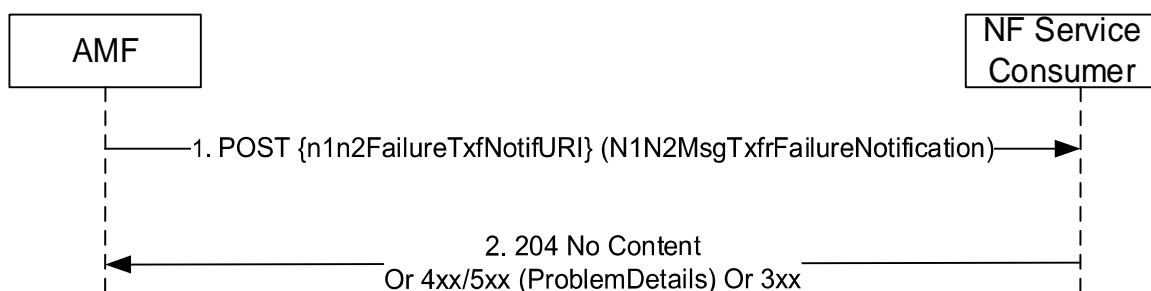 AMF
NF Service
Consumer
1. POST {n1n2FailureTxfNotifURI} (N1N2MsgTxfrFailureNotification)
2. 204 No Content
Or 4xx/5xx (ProblemDetails) Or 3xx